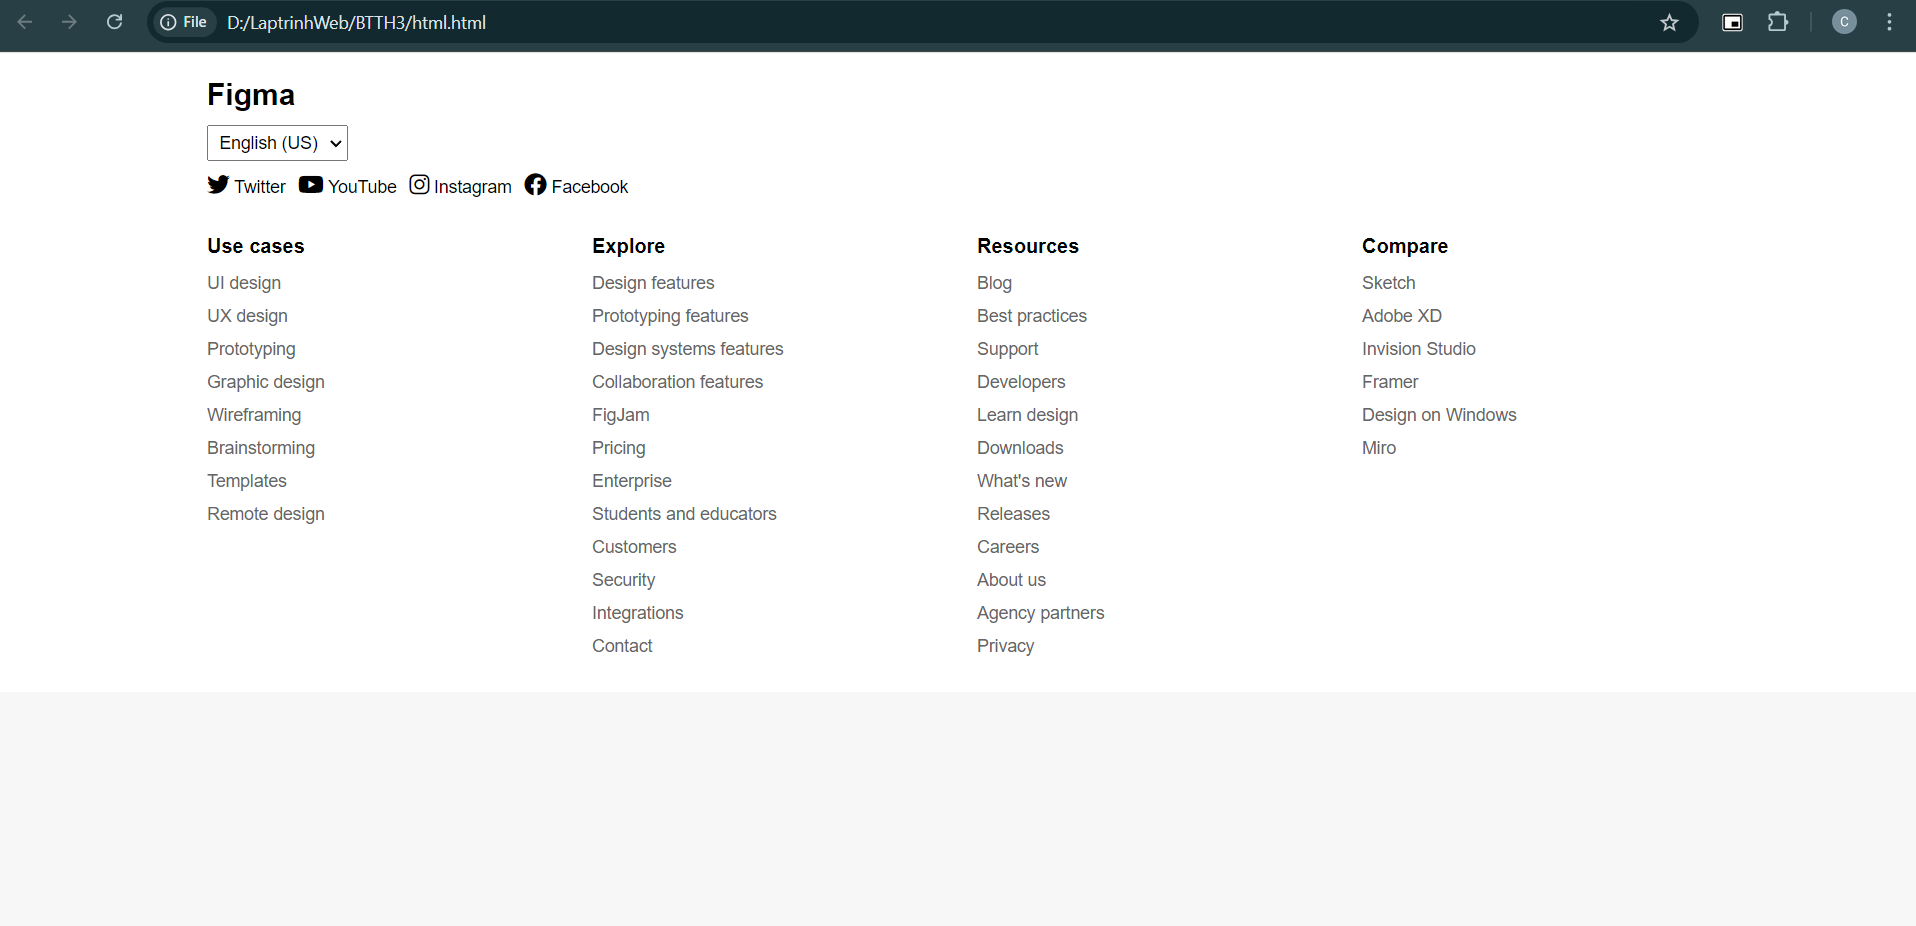 File D:/LaptrinhWeb/BTTH3/html.html
C
Figma
English (US)
Twitter YouTube Instagram Facebook
Use cases
UI design
UX design
Prototyping
Graphic design
Wireframing
Brainstorming
Templates
Remote design
Explore
Design features
Prototyping features
Design systems features
Collaboration features
FigJam
Pricing
Enterprise
Students and educators
Customers
Security
Integrations
Contact
Resources
Blog
Best practices
Support
Developers
Learn design
Downloads
What's new
Releases
Careers
About us
Agency partners
Privacy
Compare
Sketch
Adobe XD
Invision Studio
Framer
Design on Windows
Miro